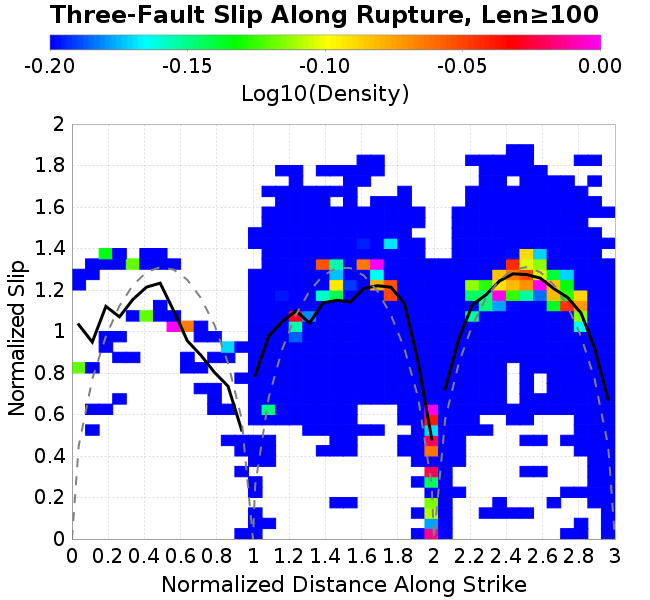 Three-Fault Slip Along Rupture, Len≥100
-0.20 -0.15 -0.10 -0.05 0.00
Log10(Density)
2
1.8
1.6
1.4
1.2
1
0.8
0.6
0.4
0.2
0
Normalized Slip
0 0.2 0.4 0.6 0.8 1 1.2 1.4 1.6 1.8 2 2.2 2.4 2.6 2.8 3
Normalized Distance Along Strike